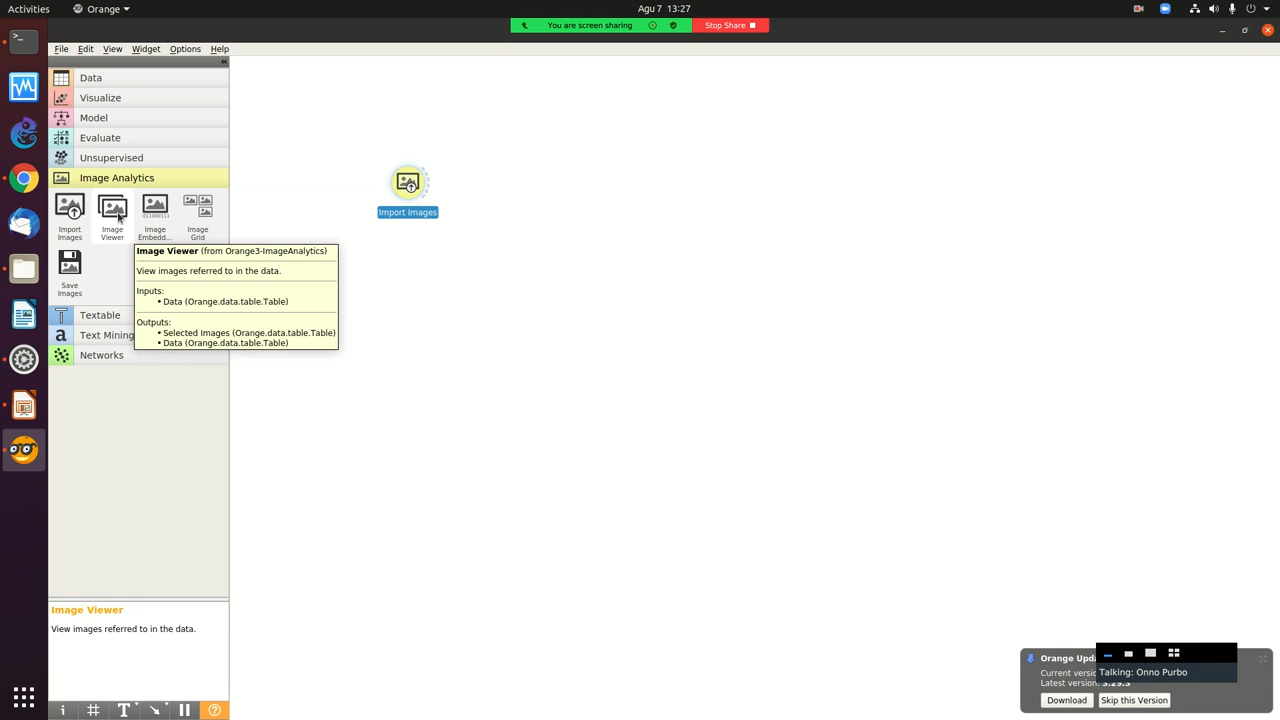 Activities
Orange
Agu 7 13:27
You are screen sharing
Stop Share
File Edit View Widget Options Help
Data
Visualize
Model
Evaluate
Unsupervised
Image Analytics
Import Images
Image Viewer
Image Embedd...
Image Grid
Save Images
Image Viewer (from Orange3-ImageAnalytics)
View images referred to in the data.
Inputs:
• Data (Orange.data.table.Table)
Outputs:
• Selected Images (Orange.data.table.Table)
• Data (Orange.data.table.Table)
Textable
Text Mining
Networks
Import Images
Image Viewer
View images referred to in the data.
Orange
Current
Talking: Onno Purbo
Latest version:
Download
Skip this Version